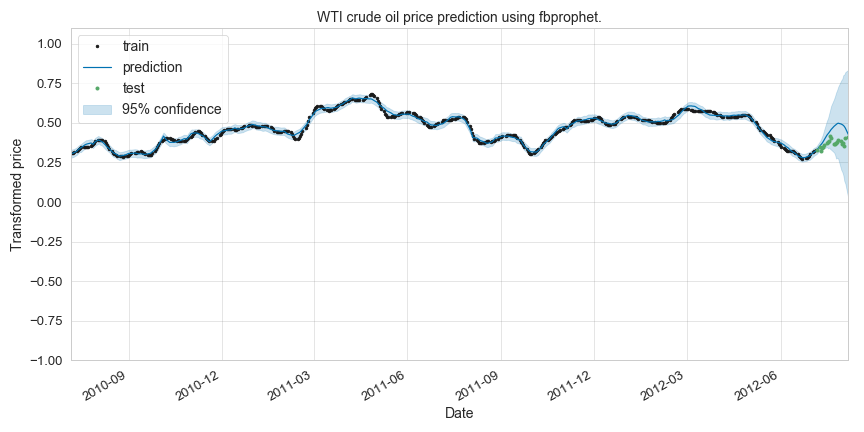 WTI crude oil price prediction using fbprophet.
train
prediction
test
95% confidence
1.00
0.75
0.50
0.25
0.00
−0.25
−0.50
−0.75
−1.00
Transformed price
2010-09
2010-12
2011-03
2011-06
2011-09
2011-12
2012-03
2012-06
Date